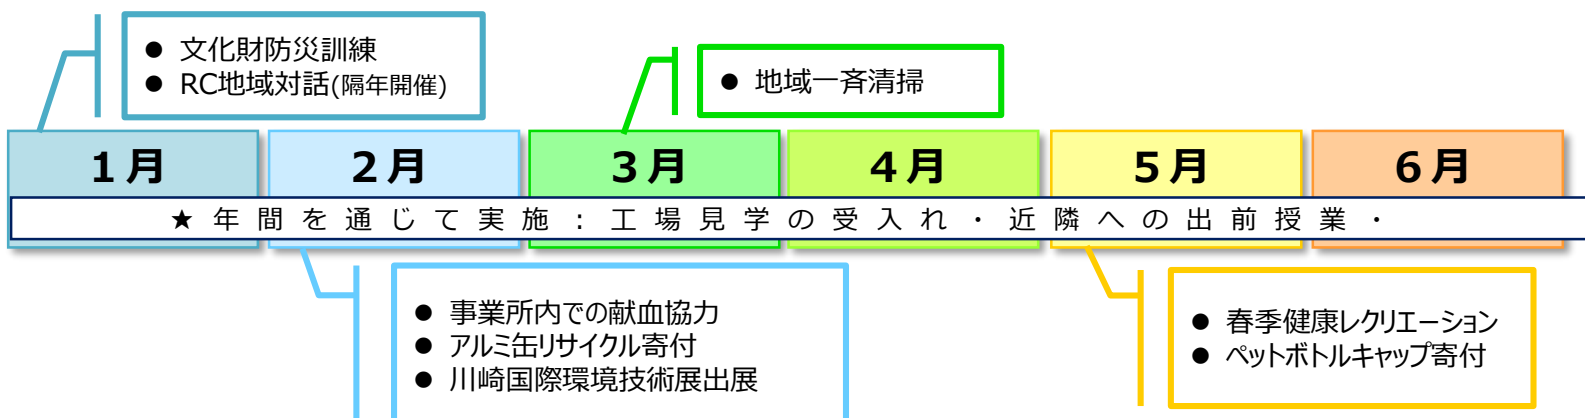 ● 文化財防災訓練
● RC地域対話(隔年開催)
● 地域一斉清掃
1月 2月 3月 4月 5月 6月
★年間を通じて実施:工場見学の受入れ・近隣への出前授業・
● 事業所内での献血協力
● アルミ缶リサイクル寄付
● 川崎国際環境技術展出展
● 春季健康レクリエーション
● ペットボトルキャップ寄付